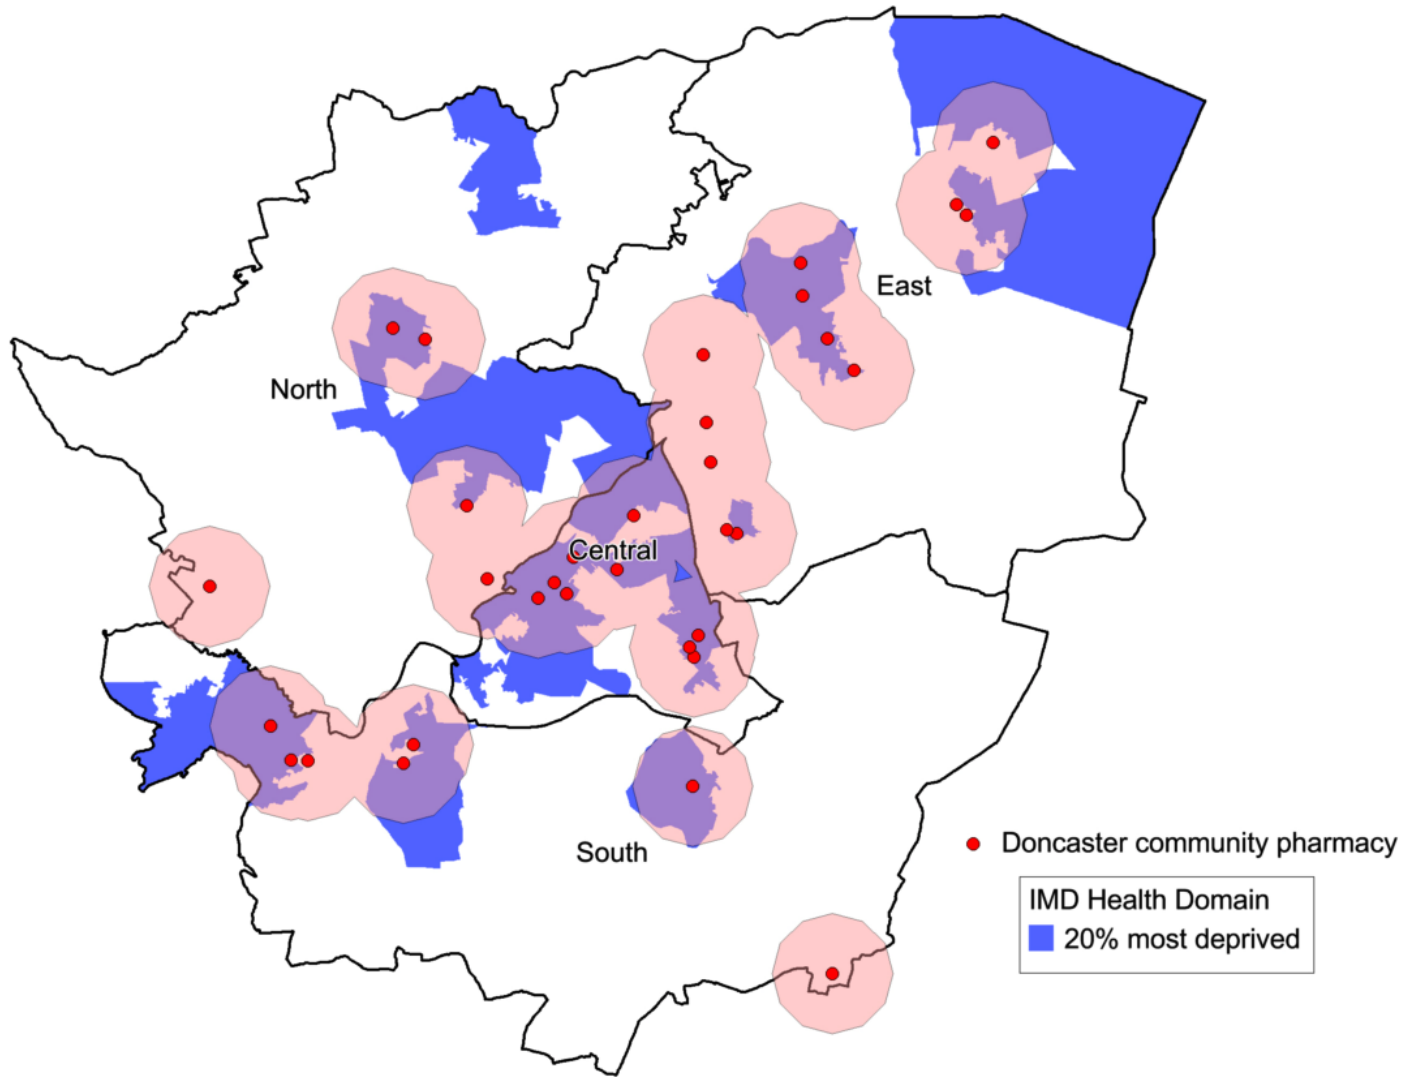 East
North
Central
South
Doncaster community pharmacy
IMD Health Domain
20% most deprived